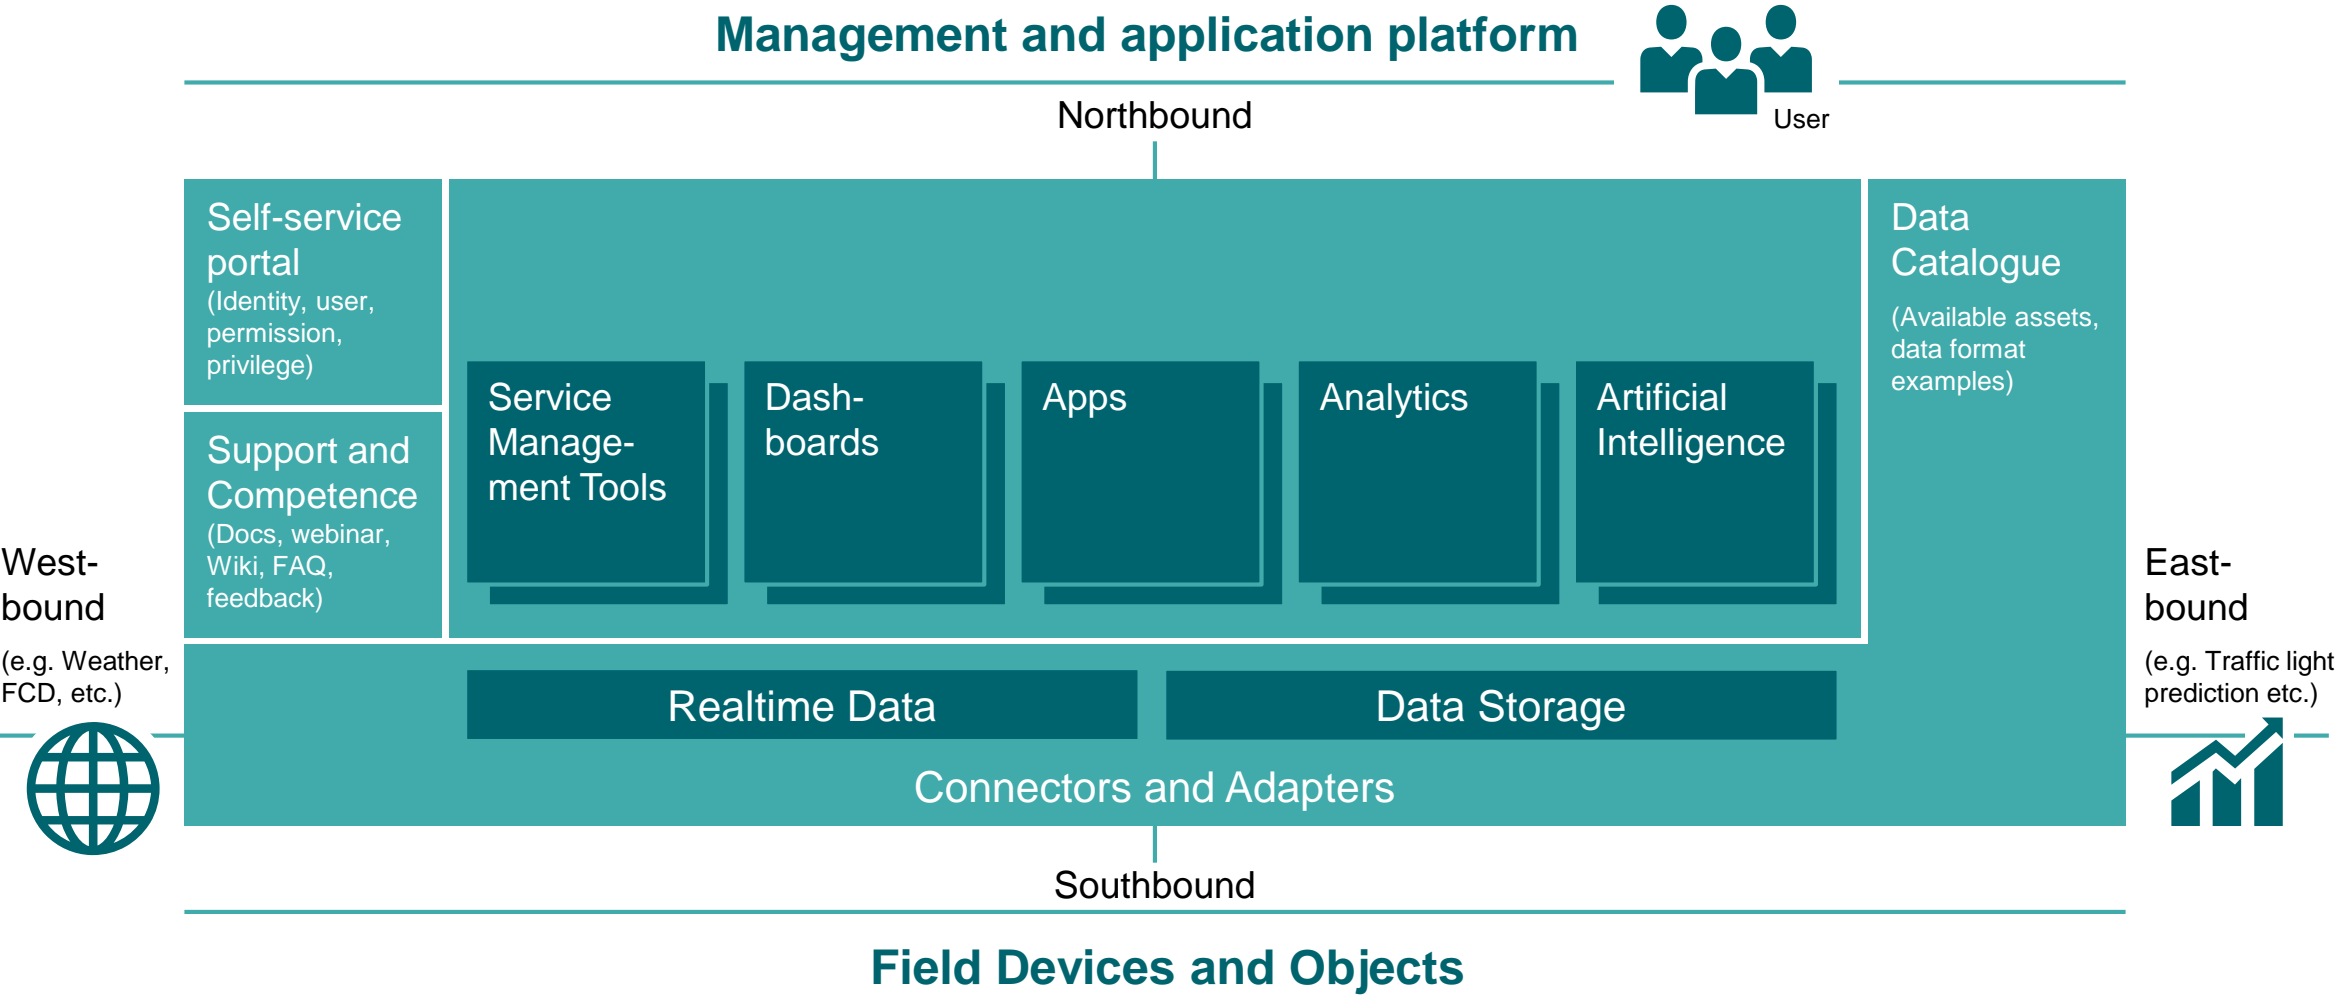 Management and application platform
User
Northbound
Self-service
portal
(Identity, user,
permission,
privilege)
Support and
Competence
(Docs, webinar,
Wiki, FAQ,
feedback)
Service
Manage-
ment Tools
Dash-
boards
Apps
Analytics
Artificial
Intelligence
Data
Catalogue
(Available assets,
data format
examples)
West-
bound
(e.g. Weather,
FCD, etc.)
East-
bound
(e.g. Traffic light
prediction etc.)
Realtime Data
Data Storage
Connectors and Adapters
Southbound
Field Devices and Objects